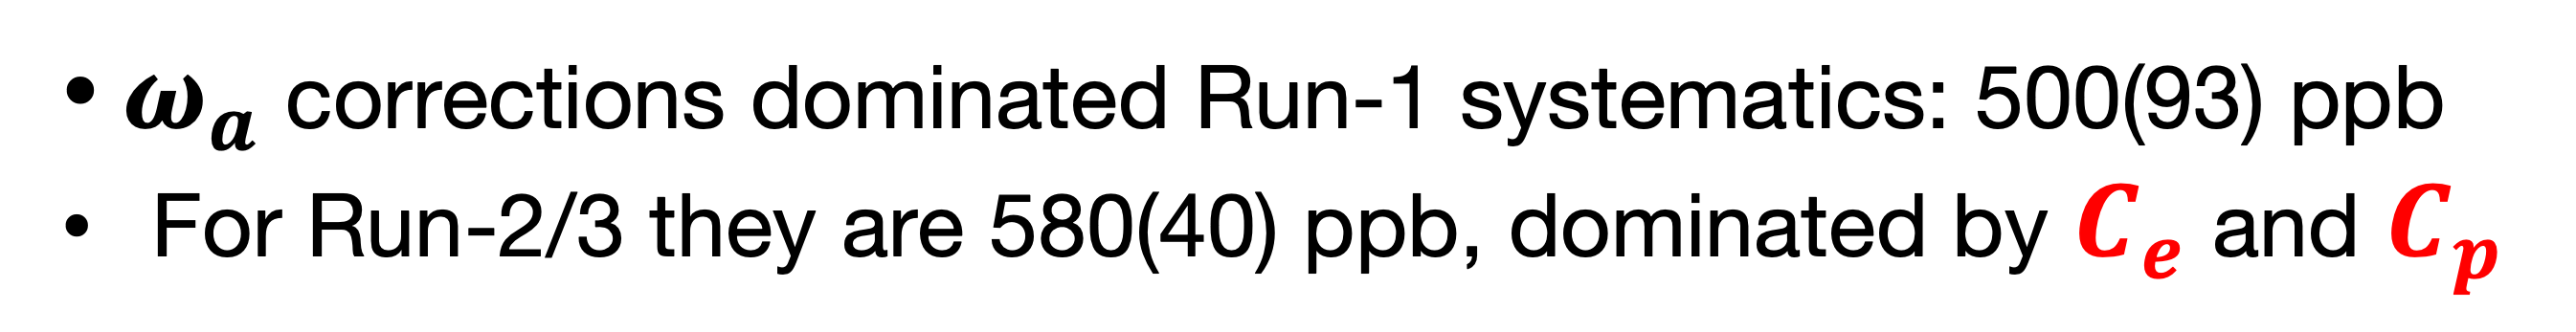 • ωₐ corrections dominated Run-1 systematics: 500(93) ppb
• For Run-2/3 they are 580(40) ppb, dominated by Cₑ and Cₚ